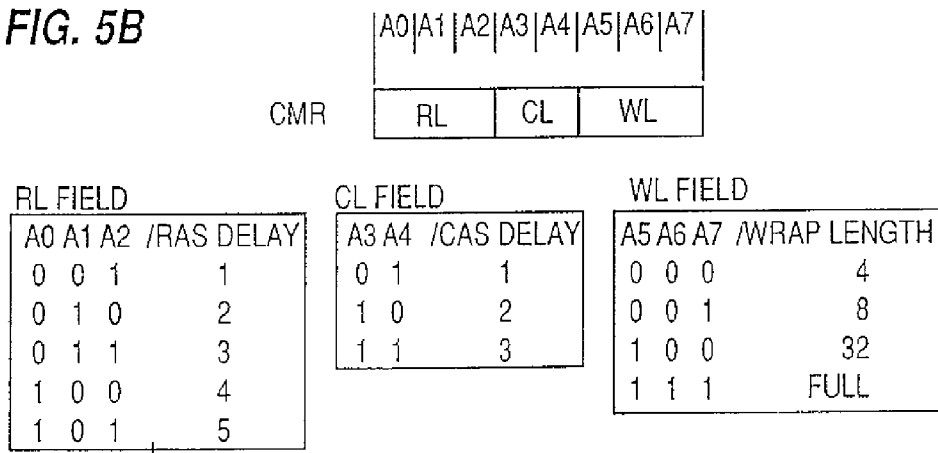 FIG. 5B
A0|A1|A2|A3|A4|A5|A6|A7
CMR RL CL WL
RL FIELD
A0 A1 A2 /RAS DELAY
0 0 1 1
0 1 0 2
0 1 1 3
1 0 0 4
1 0 1 5
CL FIELD
A3 A4 /CAS DELAY
0 1 1
1 0 2
1 1 3
WL FIELD
A5 A6 A7 /WRAP LENGTH
0 0 0 4
0 0 1 8
1 0 0 32
1 1 1 FULL